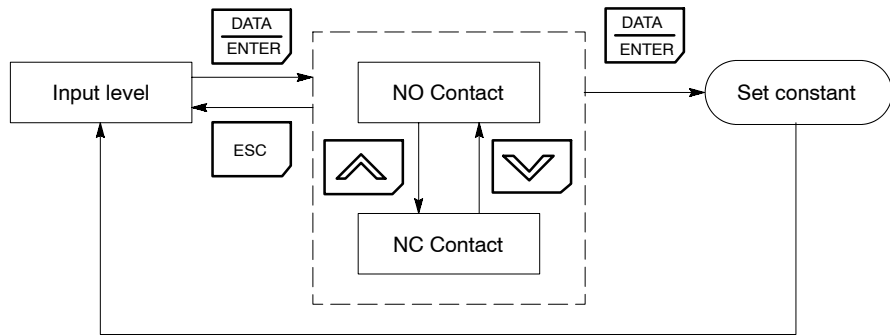 DATA
ENTER
DATA
ENTER
Input level
NO Contact
Set constant
ESC
NC Contact